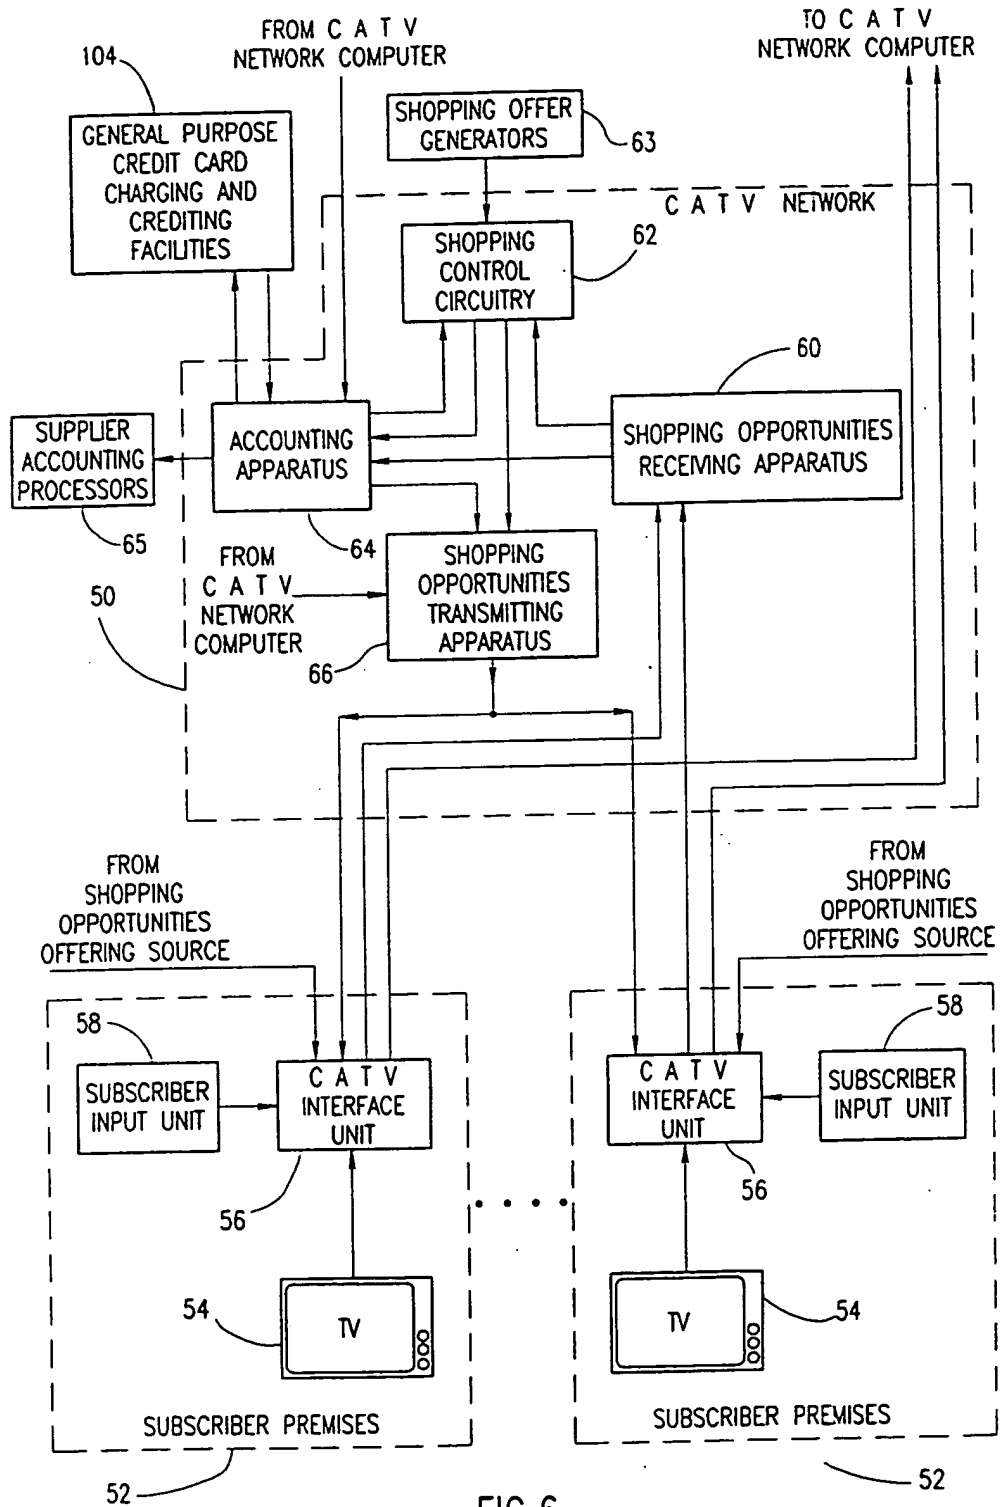 FROM C A T V
NETWORK COMPUTER
TO C A T V
NETWORK COMPUTER
104
GENERAL PURPOSE
CREDIT CARD
CHARGING AND
CREDITING
FACILITIES
SHOPPING OFFER
GENERATORS
63
C A T V NETWORK
SHOPPING
CONTROL
CIRCUITRY
62
60
SUPPLIER
ACCOUNTING
PROCESSORS
65
ACCOUNTING
APPARATUS
64
SHOPPING OPPORTUNITIES
RECEIVING APPARATUS
50
FROM
C A T V
NETWORK
COMPUTER
SHOPPING
OPPORTUNITIES
TRANSMITTING
APPARATUS
66
FROM
SHOPPING
OPPORTUNITIES
OFFERING SOURCE
FROM
SHOPPING
OPPORTUNITIES
OFFERING SOURCE
58
SUBSCRIBER
INPUT UNIT
C A T V
INTERFACE
UNIT
56
C A T V
INTERFACE
UNIT
56
58
SUBSCRIBER
INPUT UNIT
54
TV
TV
54
SUBSCRIBER PREMISES
SUBSCRIBER PREMISES
52
52
FIG 6